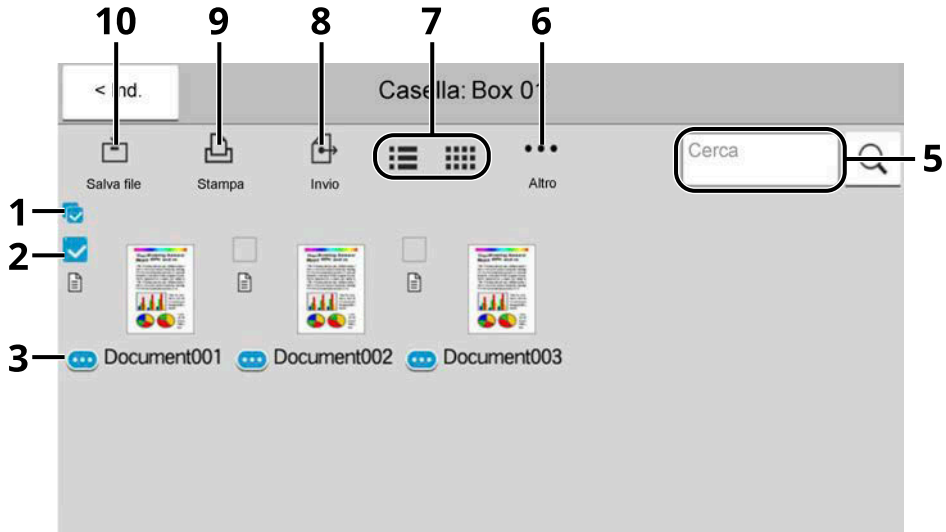 10 9 8 7 6
< Ind. Casella: Box 01
Cerca
5
Salva file Stampa Invio Altro
1
2
3 Document001 Document002 Document003